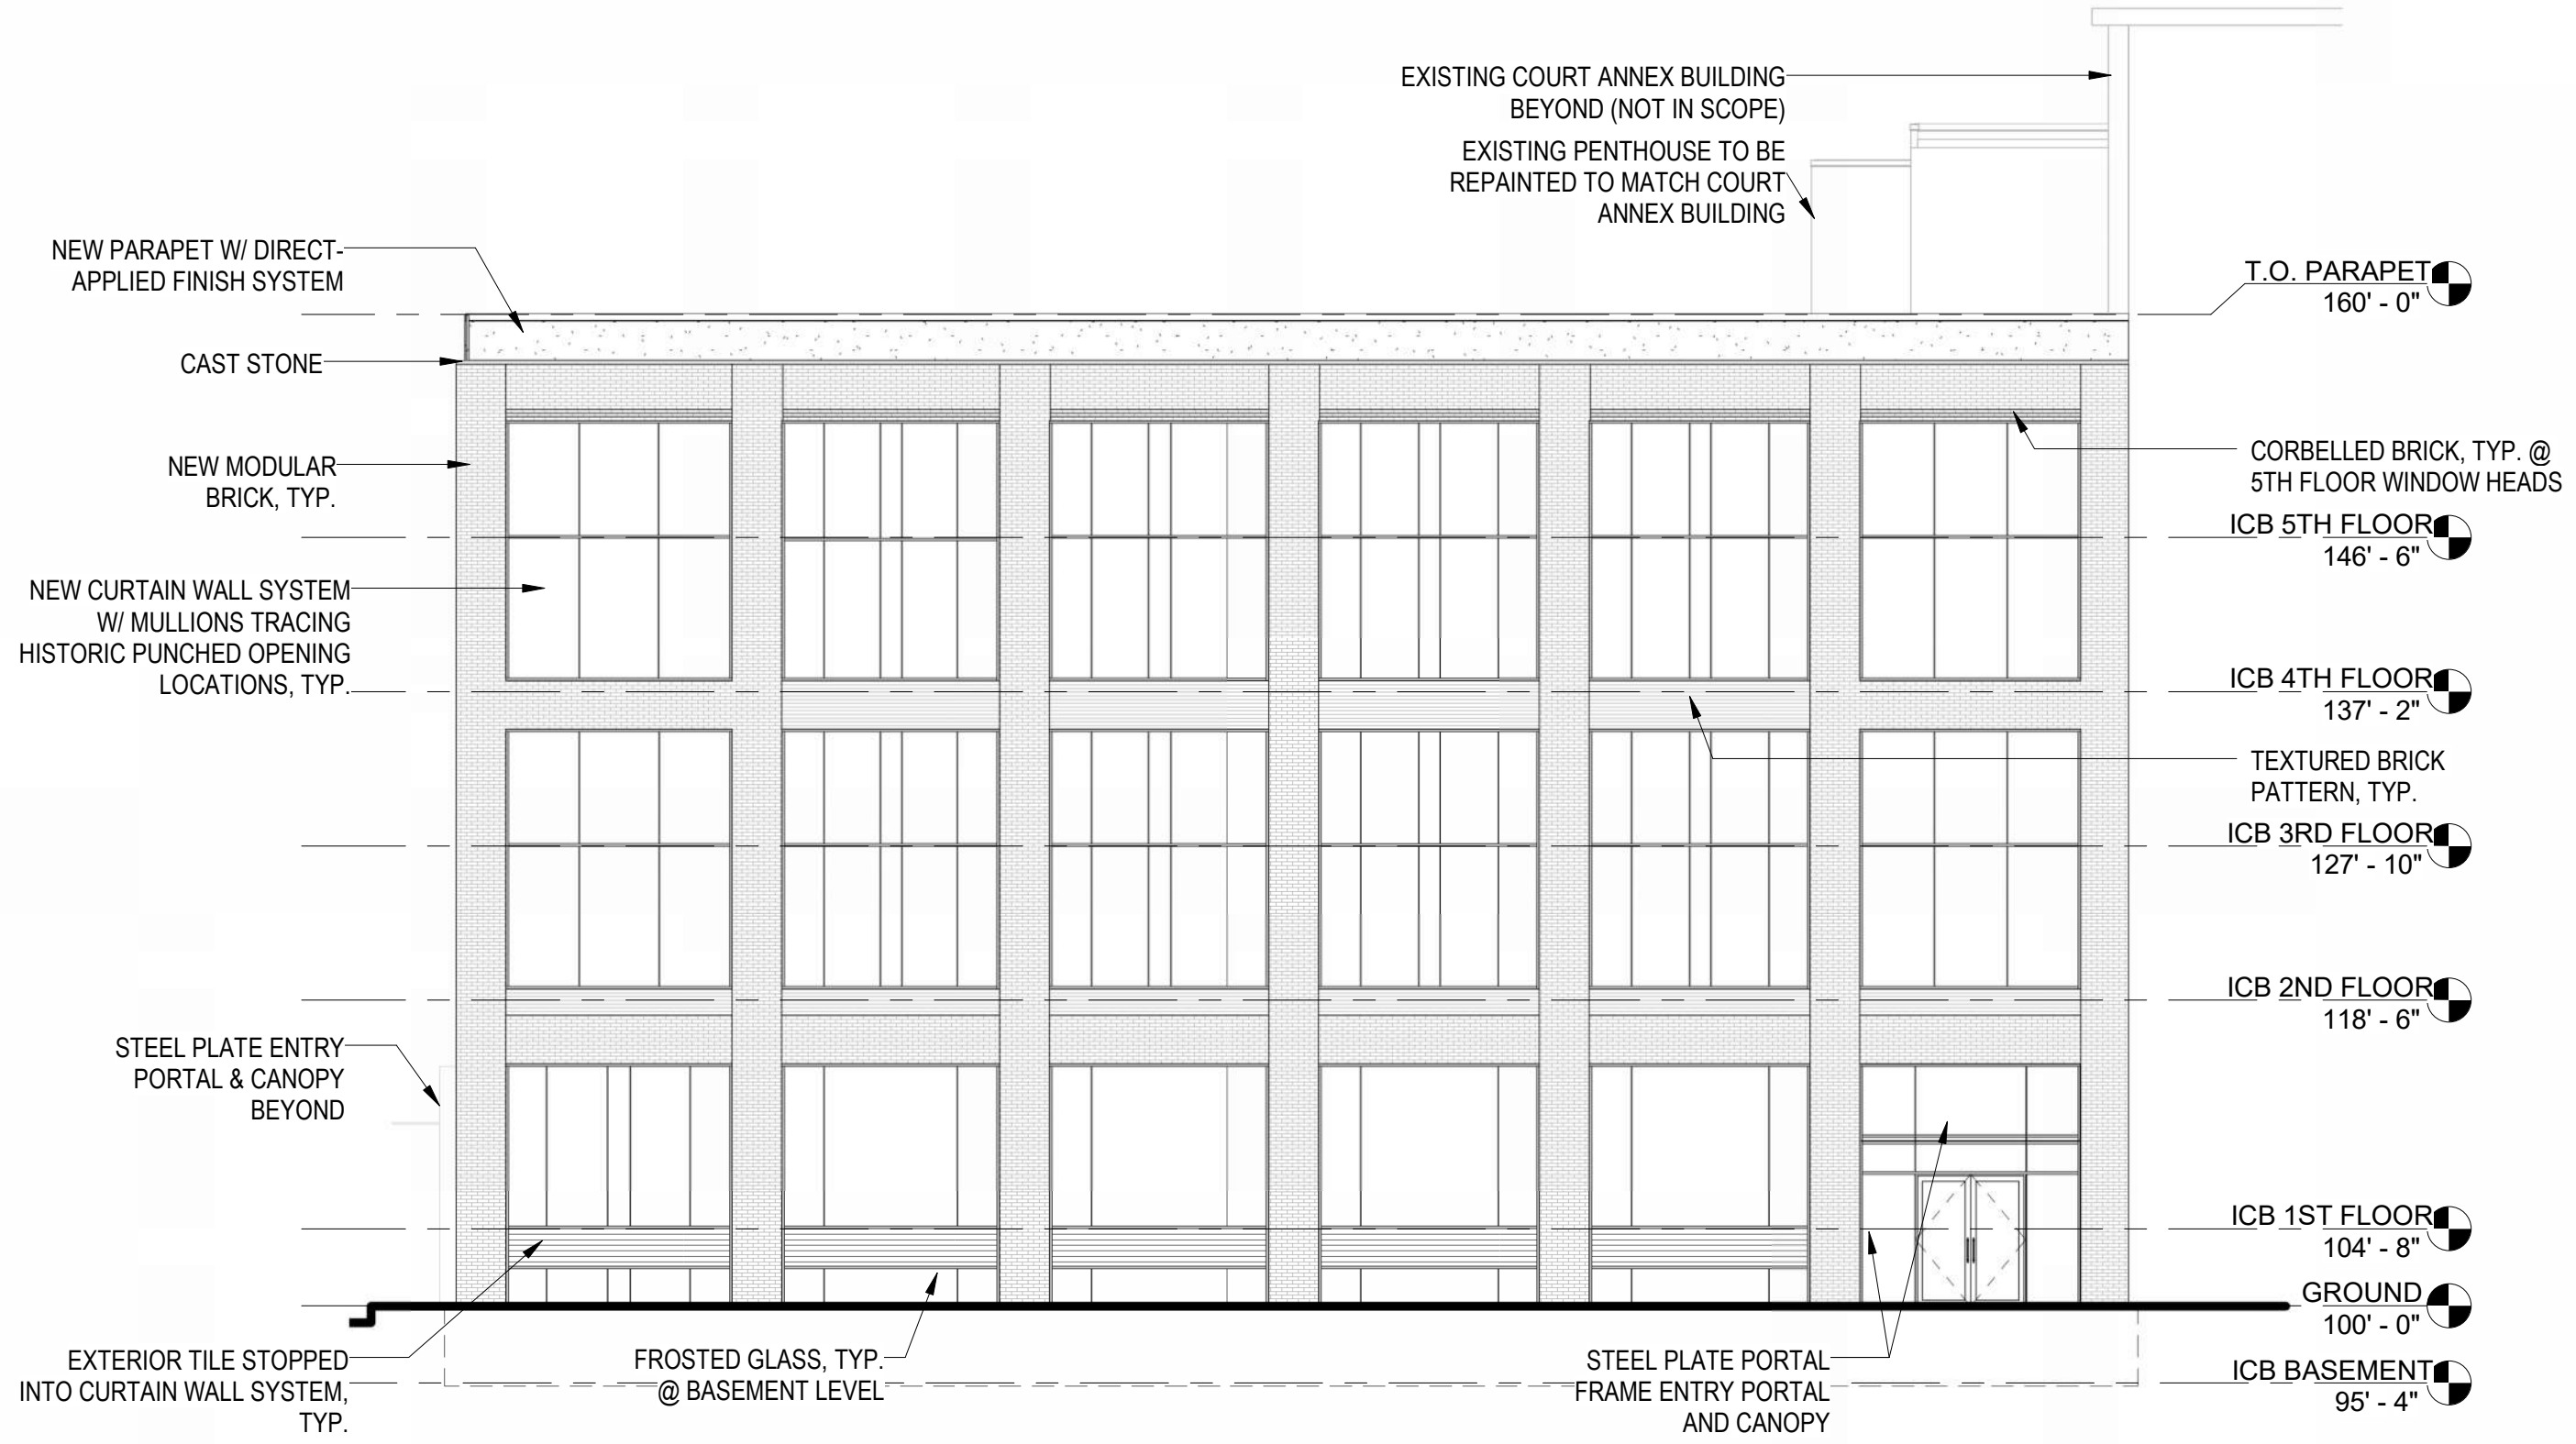 EXISTING COURT ANNEX BUILDING
BEYOND (NOT IN SCOPE)
EXISTING PENTHOUSE TO BE
REPAINTED TO MATCH COURT
ANNEX BUILDING
NEW PARAPET W/ DIRECT-
APPLIED FINISH SYSTEM
CAST STONE
NEW MODULAR
BRICK, TYP.
NEW CURTAIN WALL SYSTEM
W/ MULLIONS TRACING
HISTORIC PUNCHED OPENING
LOCATIONS, TYP.
STEEL PLATE ENTRY
PORTAL & CANOPY
BEYOND
EXTERIOR TILE STOPPED
INTO CURTAIN WALL SYSTEM,
TYP.
FROSTED GLASS, TYP.
@ BASEMENT LEVEL
STEEL PLATE PORTAL
FRAME ENTRY PORTAL
AND CANOPY
T.O. PARAPET
160' - 0"
CORBELLED BRICK, TYP. @
5TH FLOOR WINDOW HEADS
ICB 5TH FLOOR
146' - 6"
ICB 4TH FLOOR
137' - 2"
TEXTURED BRICK
PATTERN, TYP.
ICB 3RD FLOOR
127' - 10"
ICB 2ND FLOOR
118' - 6"
ICB 1ST FLOOR
104' - 8"
GROUND
100' - 0"
ICB BASEMENT
95' - 4"